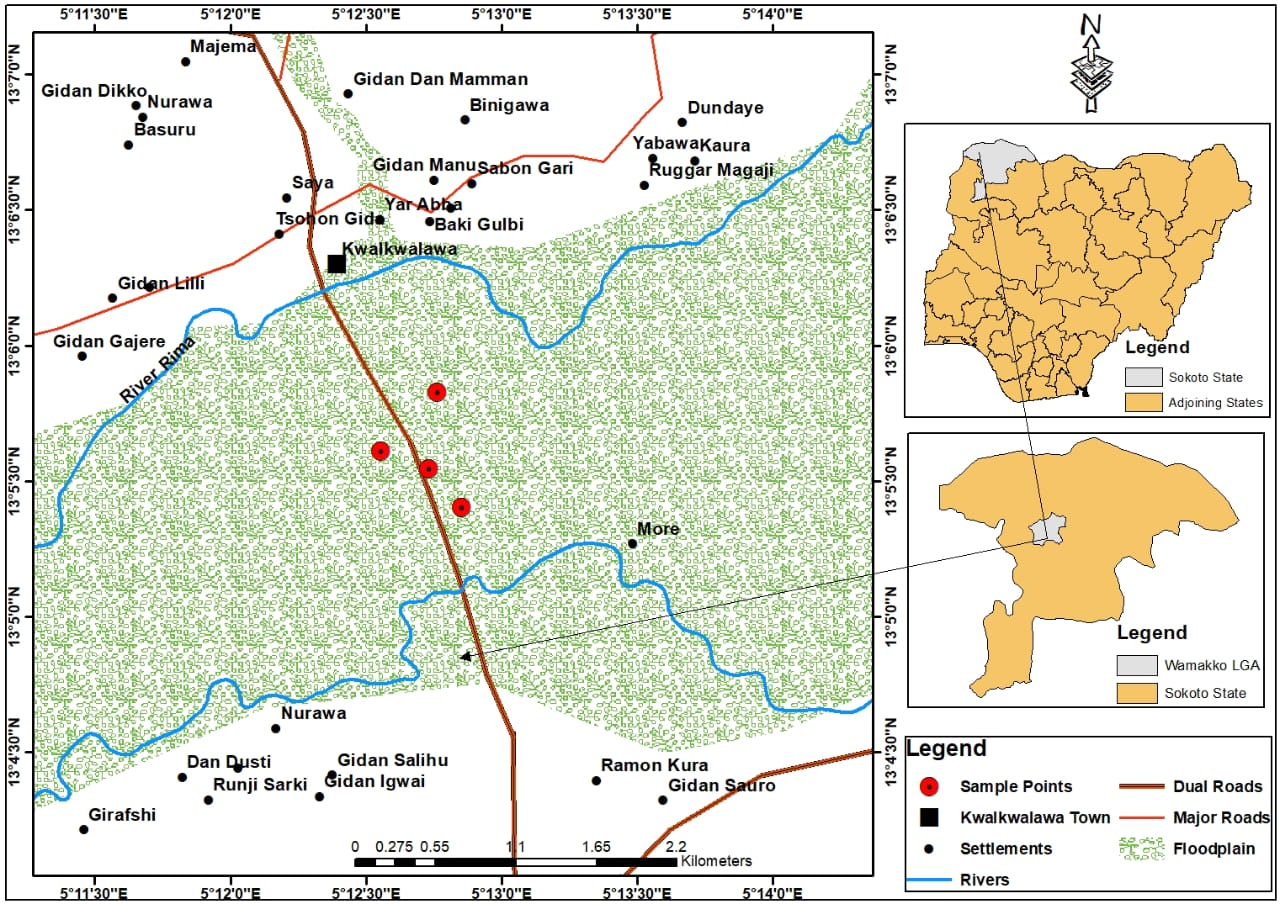 5°11'30"E 5°12'0"E 5°12'30"E 5°13'0"E 5°13'30"E 5°14'0"E
N
13°7'0"N
13°6'30"N
13°6'0"N
13°5'30"N
13°5'0"N
13°4'30"N
Majema
Gidan Dan Mamman
Gidan Dikko
Nurawa
Binigawa
Dundaye
Basuru
Yabawa
Kaura
Gidan Manu
Sabon Gari
Ruggar Magaji
Saya
Yar Abba
Tsohon Gida
Baki Gulbi
Kwalkwalawa
Gidan Lilli
Gidan Gajere
River Rima
More
Nurawa
Dan Dusti
Gidan Salihu
Runji Sarki
Gidan Igwai
Ramon Kura
Gidan Sauro
Girafshi
0 0.275 0.55 1.1 1.65 2.2
Kilometers
13°7'0"N
13°6'30"N
13°6'0"N
13°5'30"N
13°5'0"N
13°4'30"N
5°11'30"E 5°12'0"E 5°12'30"E 5°13'0"E 5°13'30"E 5°14'0"E
Legend
Sokoto State
Adjoining States
Legend
Wamakko LGA
Sokoto State
Legend
Sample Points
Dual Roads
Kwalkwalawa Town
Major Roads
Settlements
Floodplain
Rivers